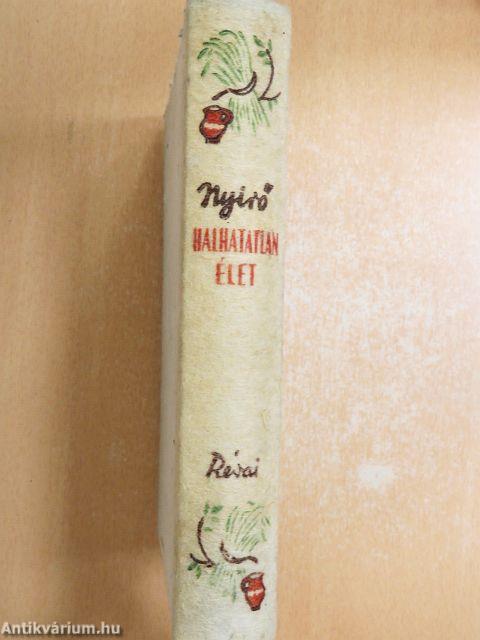 Nyirő
HALHATATLAN
ÉLET
Révai
Antikvárium.hu